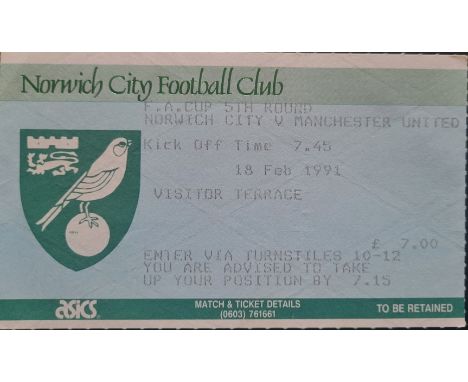 Norwich City Football Club
F.A.CUP 5TH ROUND
NORWICH CITY V MANCHESTER UNITED
Kick Off Time 7.45
18 Feb 1991
VISITOR TERRACE
£ 7.00
ENTER VIA TURNSTILES 10-12
YOU ARE ADVISED TO TAKE
UP YOUR POSITION BY 7.15
asics
MATCH & TICKET DETAILS
(0603) 761661
TO BE RETAINED